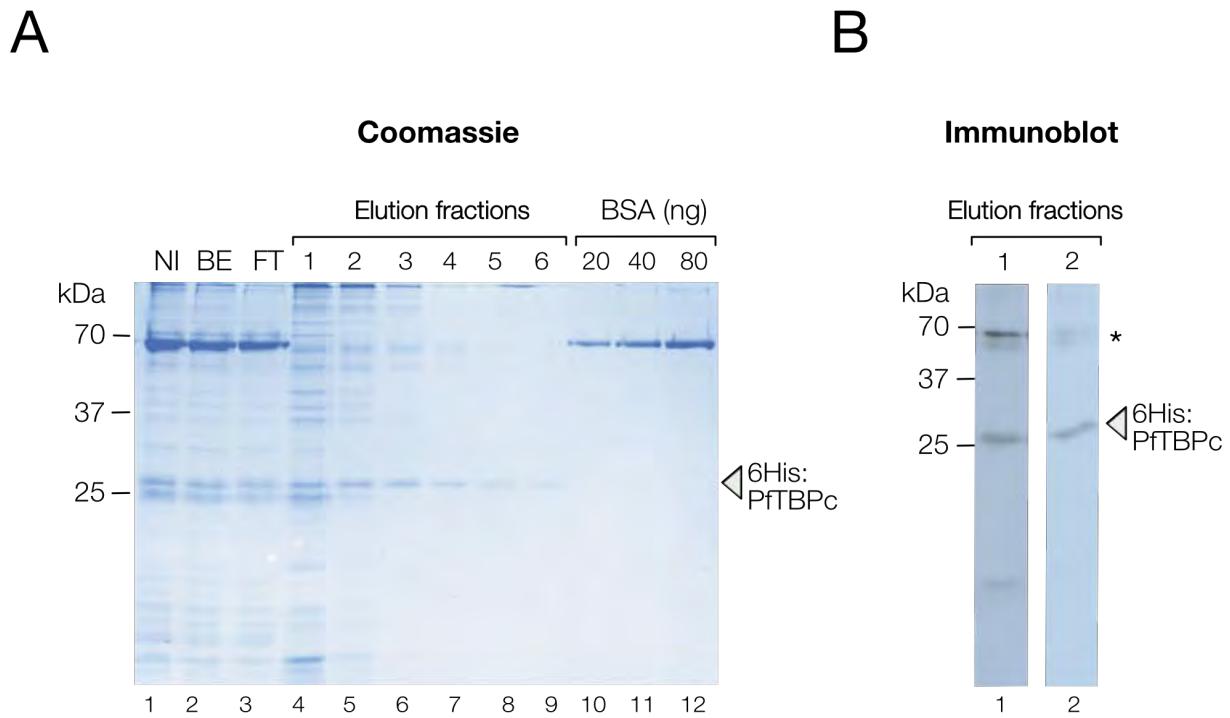 A
B
Coomassie
Immunoblot
Elution fractions
BSA (ng)
Elution fractions
NI BE FT 1 2 3 4 5 6 20 40 80
1 2
kDa
70
37
25
6His:
PfTBPc
1 2 3 4 5 6 7 8 9 10 11 12
kDa
70
37
25
*
6His:
PfTBPc
1 2